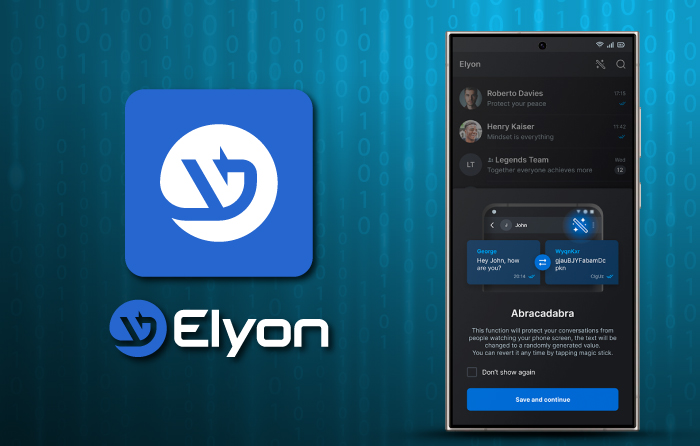 Elyon
Elyon
Roberto Davies
17:15
Protect your peace
Henry Kaiser
11:42
Mindset is everything
LT
Legends Team
Wed
Together everyone achieves more
12
J
John
George
Hey John, how
are you?
20:14
WyqnKar
gjauBJYFabamDc
pkn
CigUs
Abracadabra
This function will protect your conversations from
people watching your phone screen, the text will be
changed to a randomly generated value.
You can revert it any time by tapping magic stick.
Don't show again
Save and continue